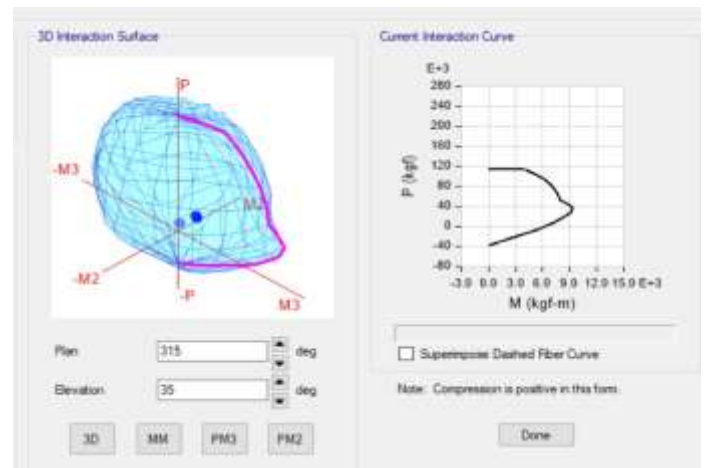 3D Interaction Surface
P
-M3
M2
-M2
-P
M3
Plan 315 deg
Elevation 35 deg
3D MM PM3 PM2
Current Interaction Curve
E+3
280
240
200
160
120
80
40
0
-40
-80
P (kgf)
-3.0 0.0 3.0 6.0 9.0 12.0 15.0 E+3
M (kgf-m)
Superimpose Dashed Fiber Curve
Note: Compression is positive in this form.
Done